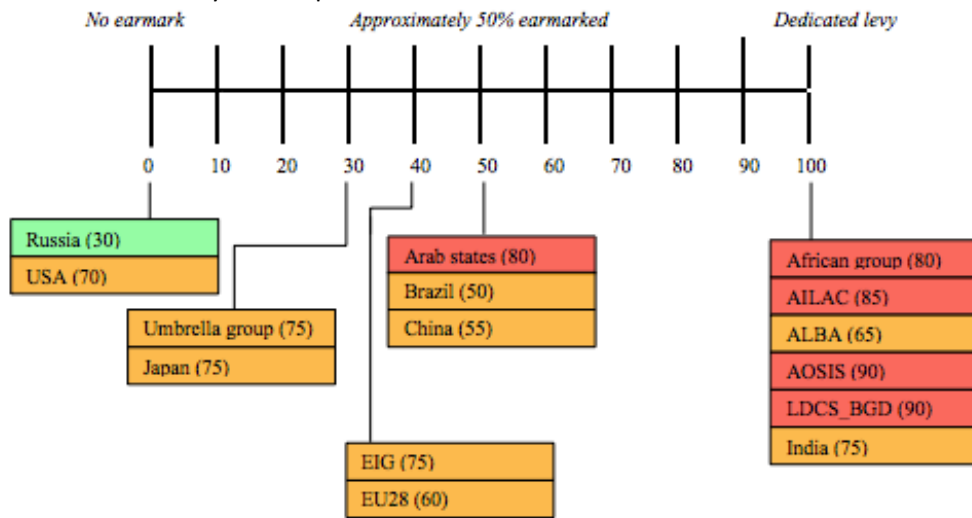 No earmark Approximately 50% earmarked Dedicated levy
0 10 20 30 40 50 60 70 80 90 100
Russia (30)
USA (70)
Umbrella group (75)
Japan (75)
EIG (75)
EU28 (60)
Arab states (80)
Brazil (50)
China (55)
African group (80)
AILAC (85)
ALBA (65)
AOSIS (90)
LDCS_BGD (90)
India (75)